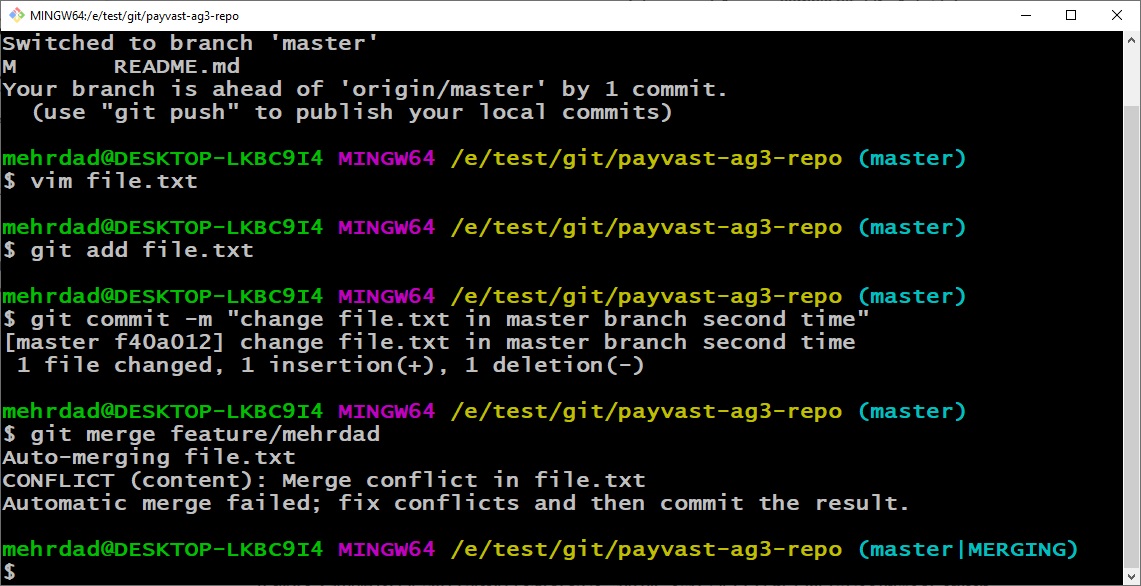 MINGW64:/e/test/git/payvast-ag3-repo
Switched to branch 'master'
M       README.md
Your branch is ahead of 'origin/master' by 1 commit.
  (use "git push" to publish your local commits)
mehrdad@DESKTOP-LKBC9I4 MINGW64 /e/test/git/payvast-ag3-repo (master)
$ vim file.txt
mehrdad@DESKTOP-LKBC9I4 MINGW64 /e/test/git/payvast-ag3-repo (master)
$ git add file.txt
mehrdad@DESKTOP-LKBC9I4 MINGW64 /e/test/git/payvast-ag3-repo (master)
$ git commit -m "change file.txt in master branch second time"
[master f40a012] change file.txt in master branch second time
 1 file changed, 1 insertion(+), 1 deletion(-)
mehrdad@DESKTOP-LKBC9I4 MINGW64 /e/test/git/payvast-ag3-repo (master)
$ git merge feature/mehrdad
Auto-merging file.txt
CONFLICT (content): Merge conflict in file.txt
Automatic merge failed; fix conflicts and then commit the result.
mehrdad@DESKTOP-LKBC9I4 MINGW64 /e/test/git/payvast-ag3-repo (master|MERGING)
$